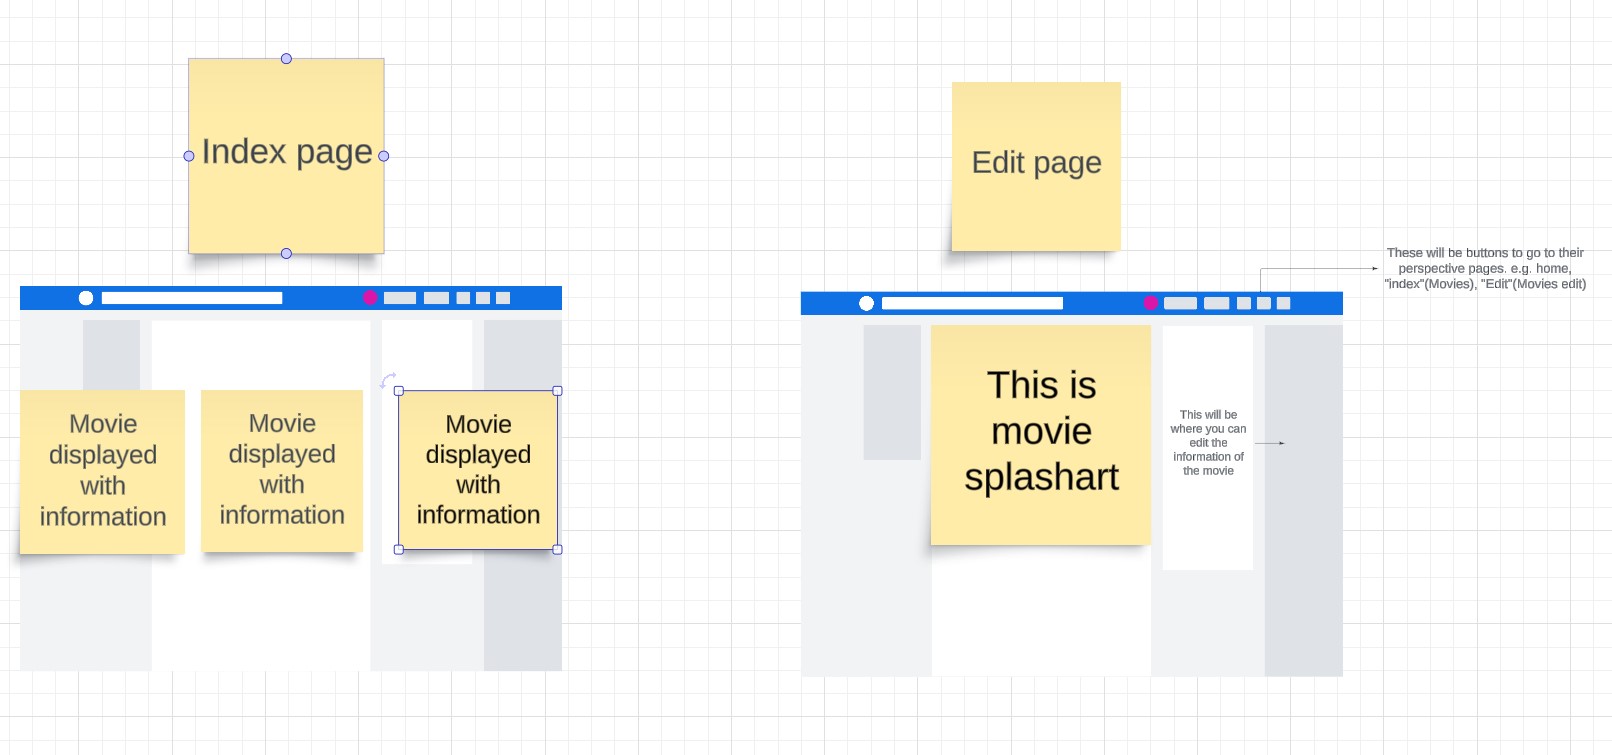 Index page
Edit page
These will be buttons to go to their
perspective pages. e.g. home,
"index"(Movies), "Edit"(Movies edit)
Movie
displayed
with
information
Movie
displayed
with
information
Movie
displayed
with
information
This is
movie
splashart
This will be
where you can
edit the
information of
the movie